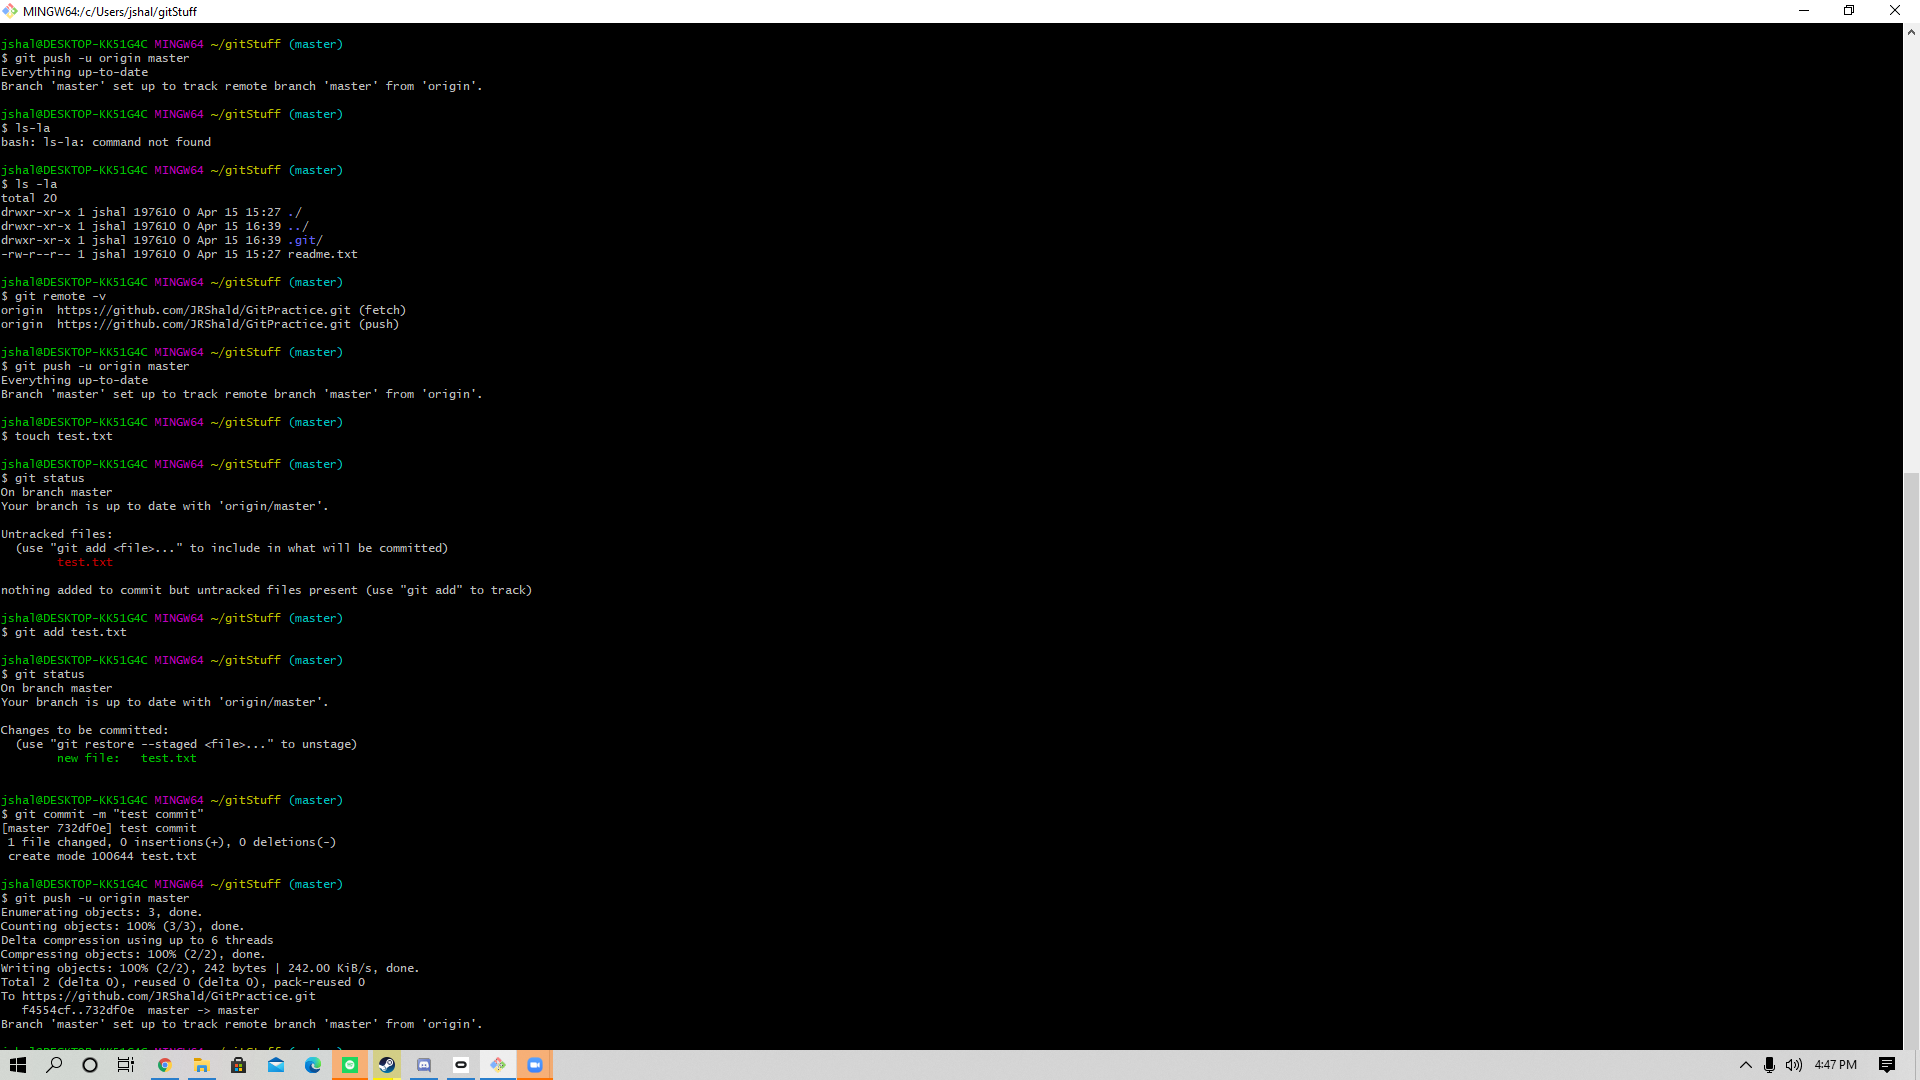 MINGW64:/c/Users/jshal/gitStuff
jshal@DESKTOP-KK51G4C MINGW64 ~/gitStuff (master)
$ git push -u origin master
Everything up-to-date
Branch 'master' set up to track remote branch 'master' from 'origin'.
jshal@DESKTOP-KK51G4C MINGW64 ~/gitStuff (master)
$ ls-la
bash: ls-la: command not found
jshal@DESKTOP-KK51G4C MINGW64 ~/gitStuff (master)
$ ls -la
total 20
drwxr-xr-x 1 jshal 197610 0 Apr 15 15:27 ./
drwxr-xr-x 1 jshal 197610 0 Apr 15 16:39 ../
drwxr-xr-x 1 jshal 197610 0 Apr 15 16:39 .git/
-rw-r--r-- 1 jshal 197610 0 Apr 15 15:27 readme.txt
jshal@DESKTOP-KK51G4C MINGW64 ~/gitStuff (master)
$ git remote -v
origin  https://github.com/JRShald/GitPractice.git (fetch)
origin  https://github.com/JRShald/GitPractice.git (push)
jshal@DESKTOP-KK51G4C MINGW64 ~/gitStuff (master)
$ git push -u origin master
Everything up-to-date
Branch 'master' set up to track remote branch 'master' from 'origin'.
jshal@DESKTOP-KK51G4C MINGW64 ~/gitStuff (master)
$ touch test.txt
jshal@DESKTOP-KK51G4C MINGW64 ~/gitStuff (master)
$ git status
On branch master
Your branch is up to date with 'origin/master'.
Untracked files:
(use "git add <file>..." to include in what will be committed)
test.txt
nothing added to commit but untracked files present (use "git add" to track)
jshal@DESKTOP-KK51G4C MINGW64 ~/gitStuff (master)
$ git add test.txt
jshal@DESKTOP-KK51G4C MINGW64 ~/gitStuff (master)
$ git status
On branch master
Your branch is up to date with 'origin/master'.
Changes to be committed:
(use "git restore --staged <file>..." to unstage)
new file:   test.txt
jshal@DESKTOP-KK51G4C MINGW64 ~/gitStuff (master)
$ git commit -m "test commit"
[master 732df0e] test commit
1 file changed, 0 insertions(+), 0 deletions(-)
create mode 100644 test.txt
jshal@DESKTOP-KK51G4C MINGW64 ~/gitStuff (master)
$ git push -u origin master
Enumerating objects: 3, done.
Counting objects: 100% (3/3), done.
Delta compression using up to 6 threads
Compressing objects: 100% (2/2), done.
Writing objects: 100% (2/2), 242 bytes | 242.00 KiB/s, done.
Total 2 (delta 0), reused 0 (delta 0), pack-reused 0
To https://github.com/JRShald/GitPractice.git
f4554cf..732df0e  master -> master
Branch 'master' set up to track remote branch 'master' from 'origin'.
4:47 PM